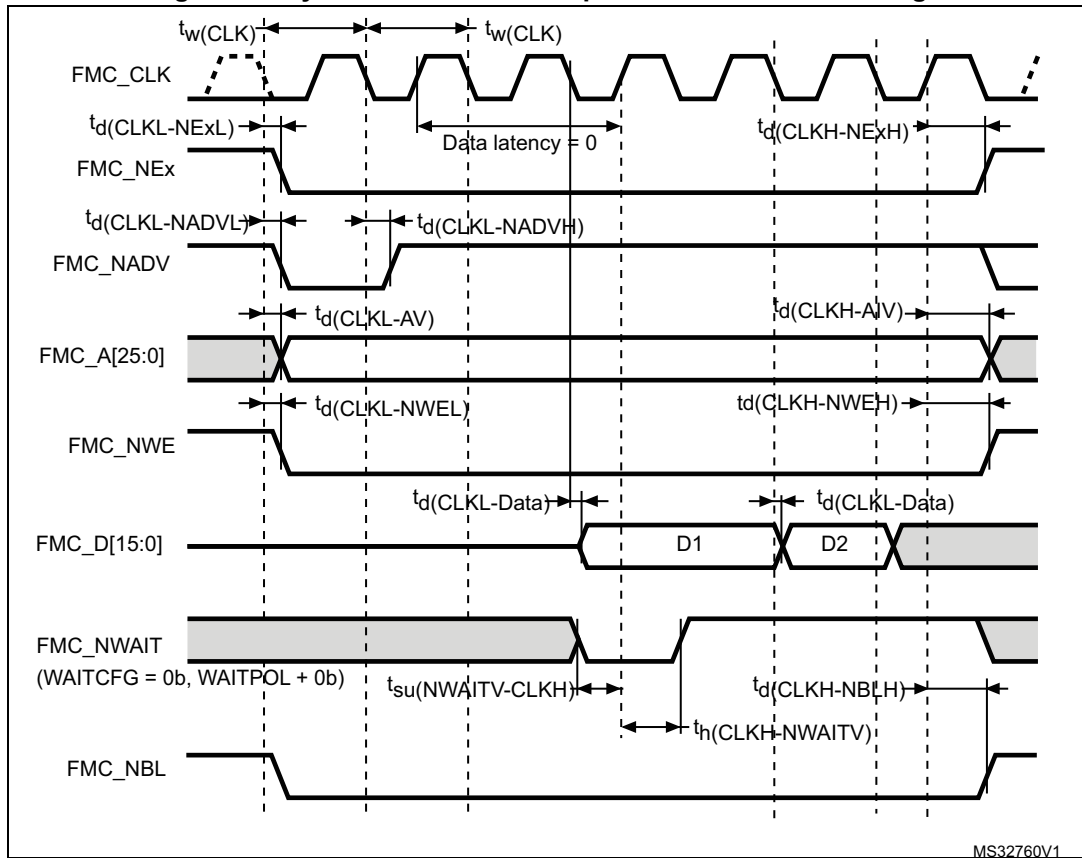 tw(CLK) tw(CLK)
FMC_CLK
td(CLKL-NExL) Data latency = 0 td(CLKH-NExH)
FMC_NEx
td(CLKL-NADVL) td(CLKL-NADVH)
FMC_NADV
td(CLKL-AV) td(CLKH-AIV)
FMC_A[25:0]
td(CLKL-NWEL) td(CLKH-NWEH)
FMC_NWE
td(CLKL-Data) td(CLKL-Data)
FMC_D[15:0] D1 D2
FMC_NWAIT
(WAITCFG = 0b, WAITPOL + 0b)
tsu(NWAITV-CLKH) td(CLKH-NBLH)
th(CLKH-NWAITV)
FMC_NBL
MS32760V1